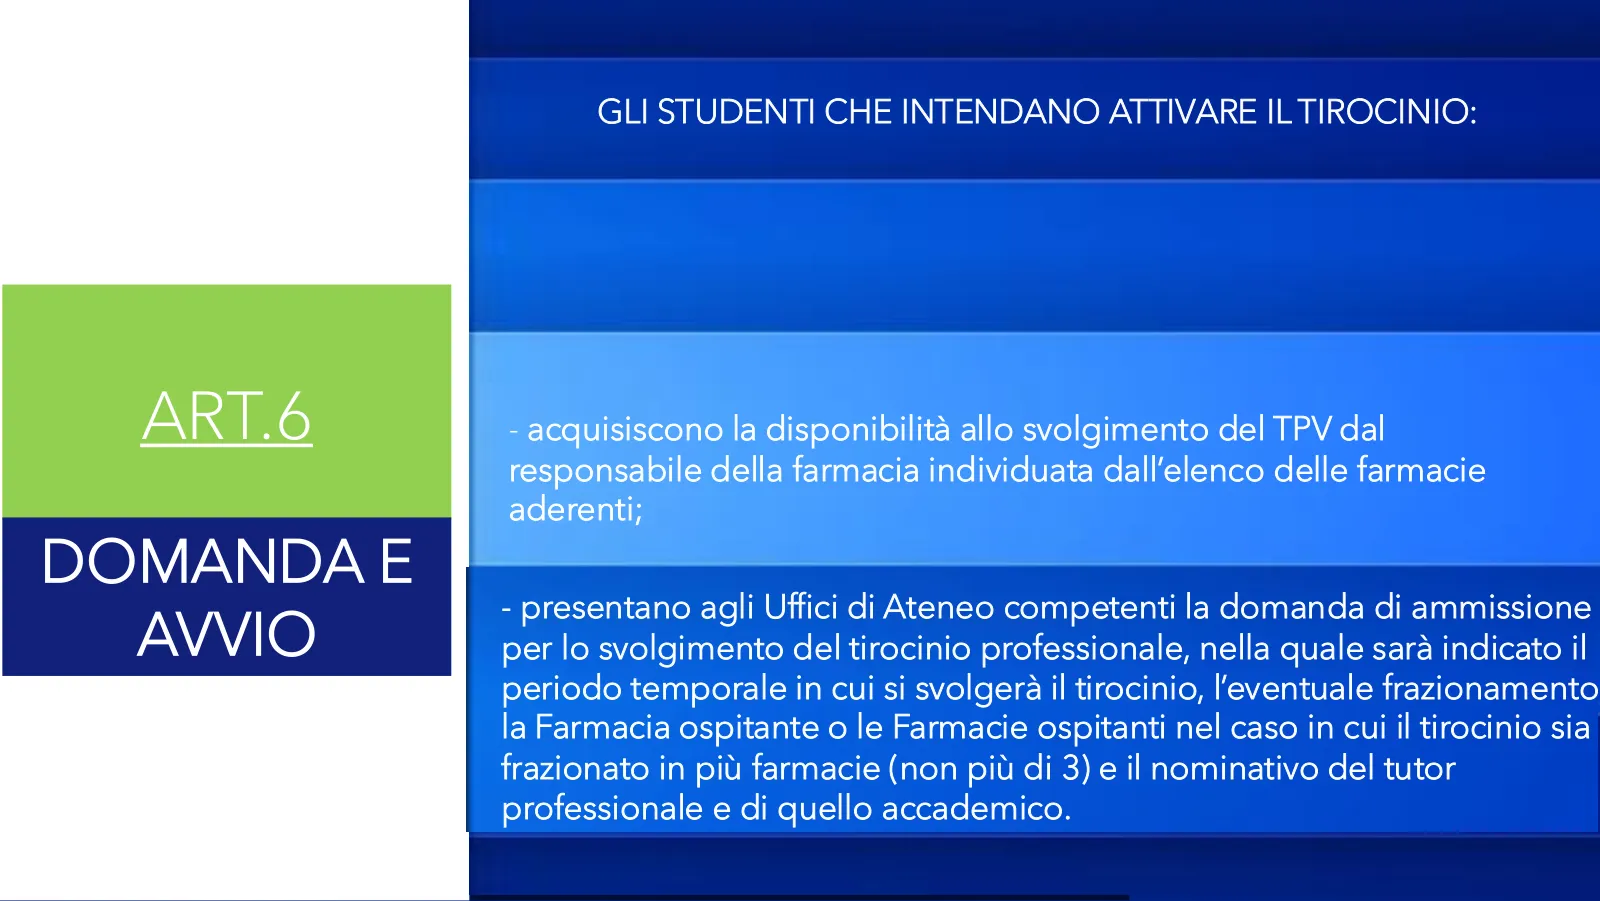 ART.6
DOMANDA E
AVVIO
GLI STUDENTI CHE INTENDANO ATTIVARE IL TIROCINIO:
- acquisiscono la disponibilità allo svolgimento del TPV dal
responsabile della farmacia individuata dall’elenco delle farmacie
aderenti;
- presentano agli Uffici di Ateneo competenti la domanda di ammissione
per lo svolgimento del tirocinio professionale, nella quale sarà indicato il
periodo temporale in cui si svolgerà il tirocinio, l’eventuale frazionamento
la Farmacia ospitante o le Farmacie ospitanti nel caso in cui il tirocinio sia
frazionato in più farmacie (non più di 3) e il nominativo del tutor
professionale e di quello accademico.